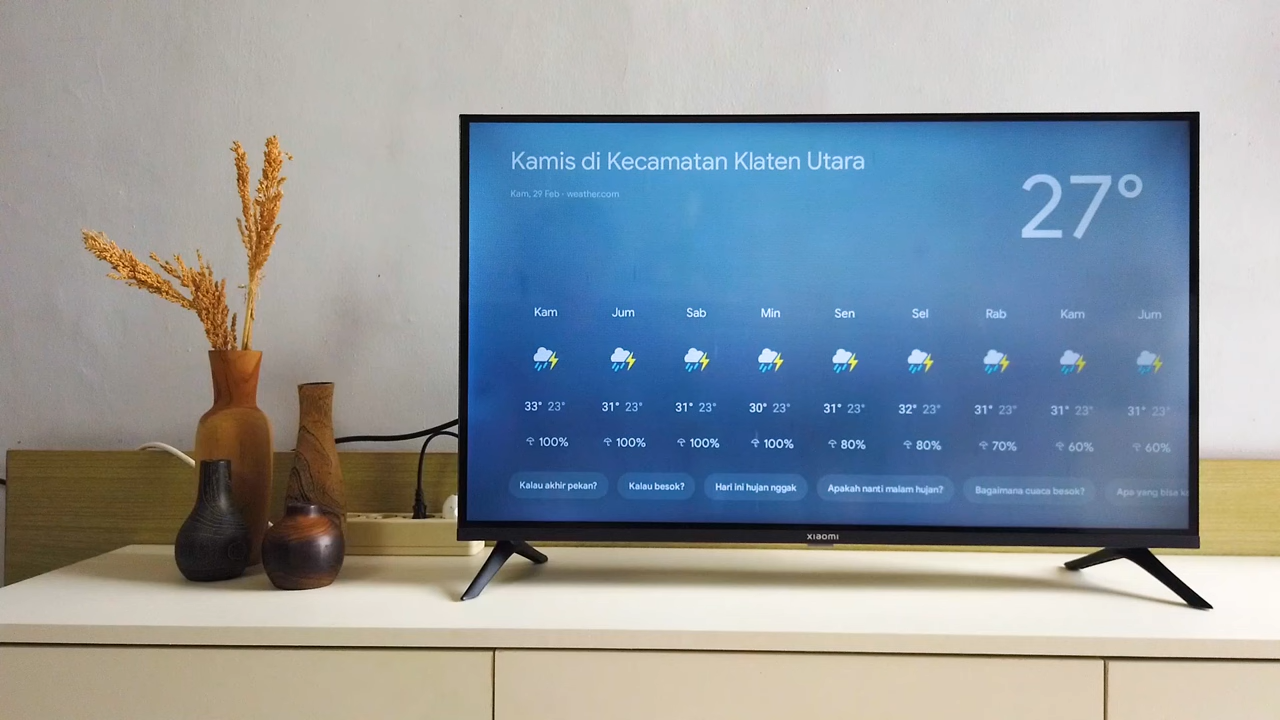 Kamis di Kecamatan Klaten Utara
Kam, 29 Feb - weather.com
27°
Kam Jum Sab Min Sen Sel Rab Kam Jum
33° 23° 31° 23° 31° 23° 30° 23° 31° 23° 32° 23° 31° 23° 31° 23° 31° 23°
100% 100% 100% 100% 80% 80% 70% 60% 60%
Kalau akhir pekan? Kalau besok? Hari ini hujan nggak Apakah nanti malam hujan? Bagaimana cuaca besok? Apa yang bisa
xiaomi